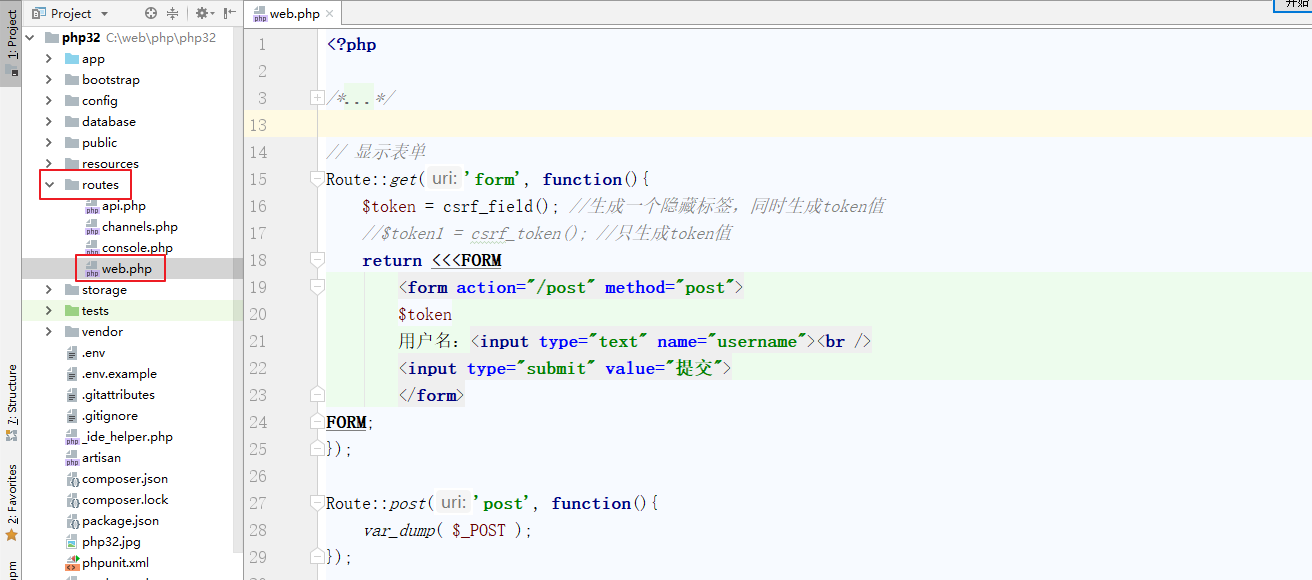 Project
web.php
开始
1: Project
7: Structure
2: Favorites
npm
php32 C:\web\php\php32
app
bootstrap
config
database
public
resources
routes
api.php
channels.php
console.php
web.php
storage
tests
vendor
.env
.env.example
.gitattributes
.gitignore
_ide_helper.php
artisan
composer.json
composer.lock
package.json
php32.jpg
phpunit.xml
1 <?php
2
3 /*...*/
13
14 // 显示表单
15 Route::get( uri: 'form', function(){
16 $token = csrf_field(); //生成一个隐藏标签，同时生成token值
17 //$token1 = csrf_token(); //只生成token值
18 return <<<FORM
19 <form action="/post" method="post">
20 $token
21 用户名：<input type="text" name="username"><br />
22 <input type="submit" value="提交">
23 </form>
24 FORM;
25 });
26
27 Route::post( uri: 'post', function(){
28 var_dump( $_POST );
29 });